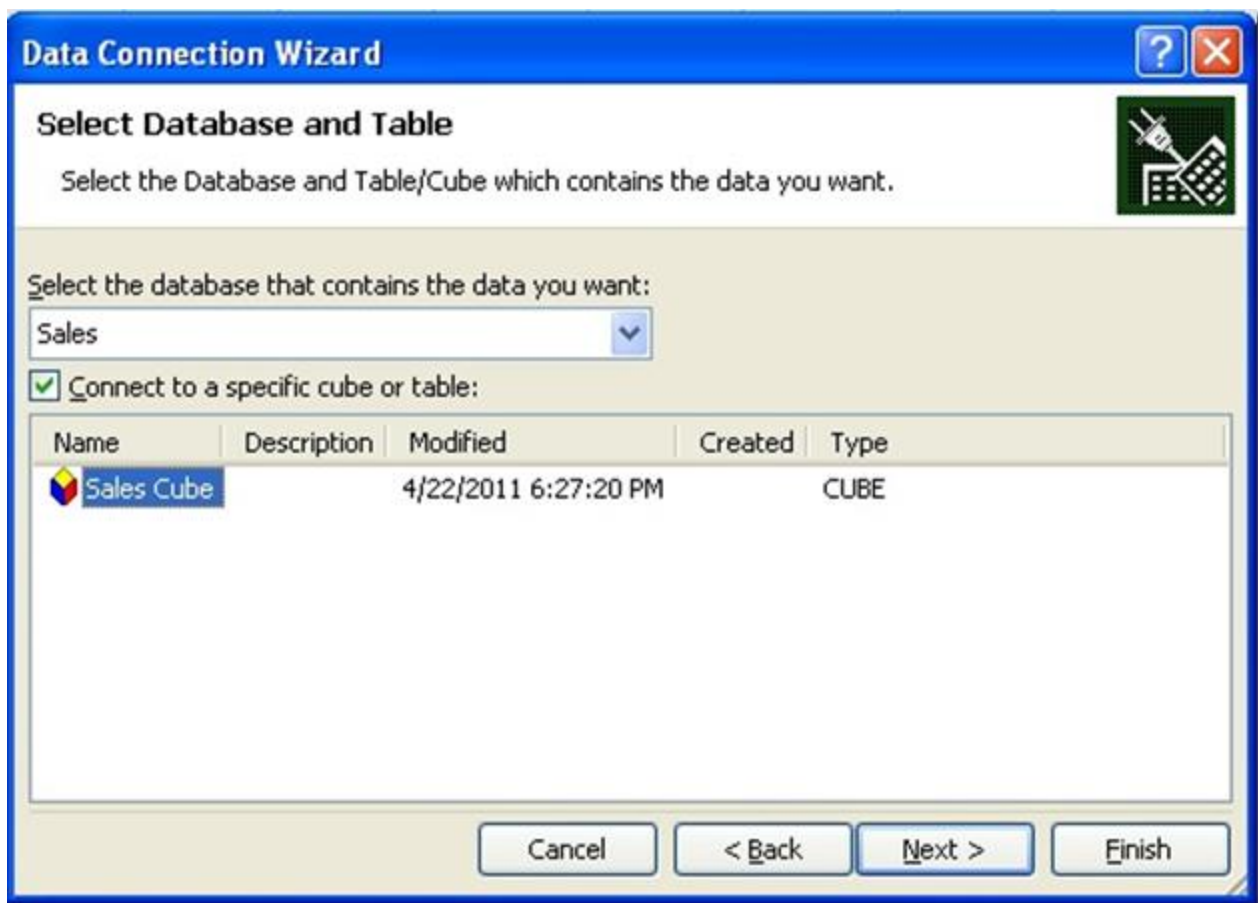 Data Connection Wizard
?
Select Database and Table
Select the Database and Table/Cube which contains the data you want.
Select the database that contains the data you want:
Sales
Connect to a specific cube or table:
Name Description Modified Created Type
Sales Cube 4/22/2011 6:27:20 PM CUBE
Cancel < Back Next > Finish